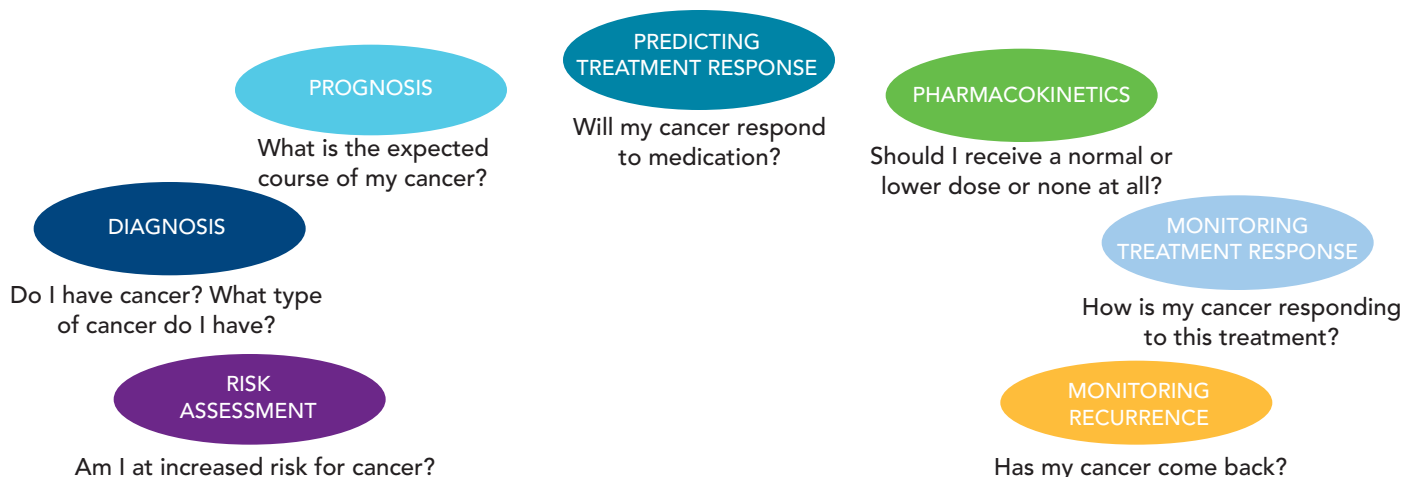 PREDICTING
TREATMENT RESPONSE
Will my cancer respond
to medication?
PROGNOSIS
What is the expected
course of my cancer?
PHARMACOKINETICS
Should I receive a normal or
lower dose or none at all?
DIAGNOSIS
Do I have cancer? What type
of cancer do I have?
MONITORING
TREATMENT RESPONSE
How is my cancer responding
to this treatment?
RISK
ASSESSMENT
Am I at increased risk for cancer?
MONITORING
RECURRENCE
Has my cancer come back?